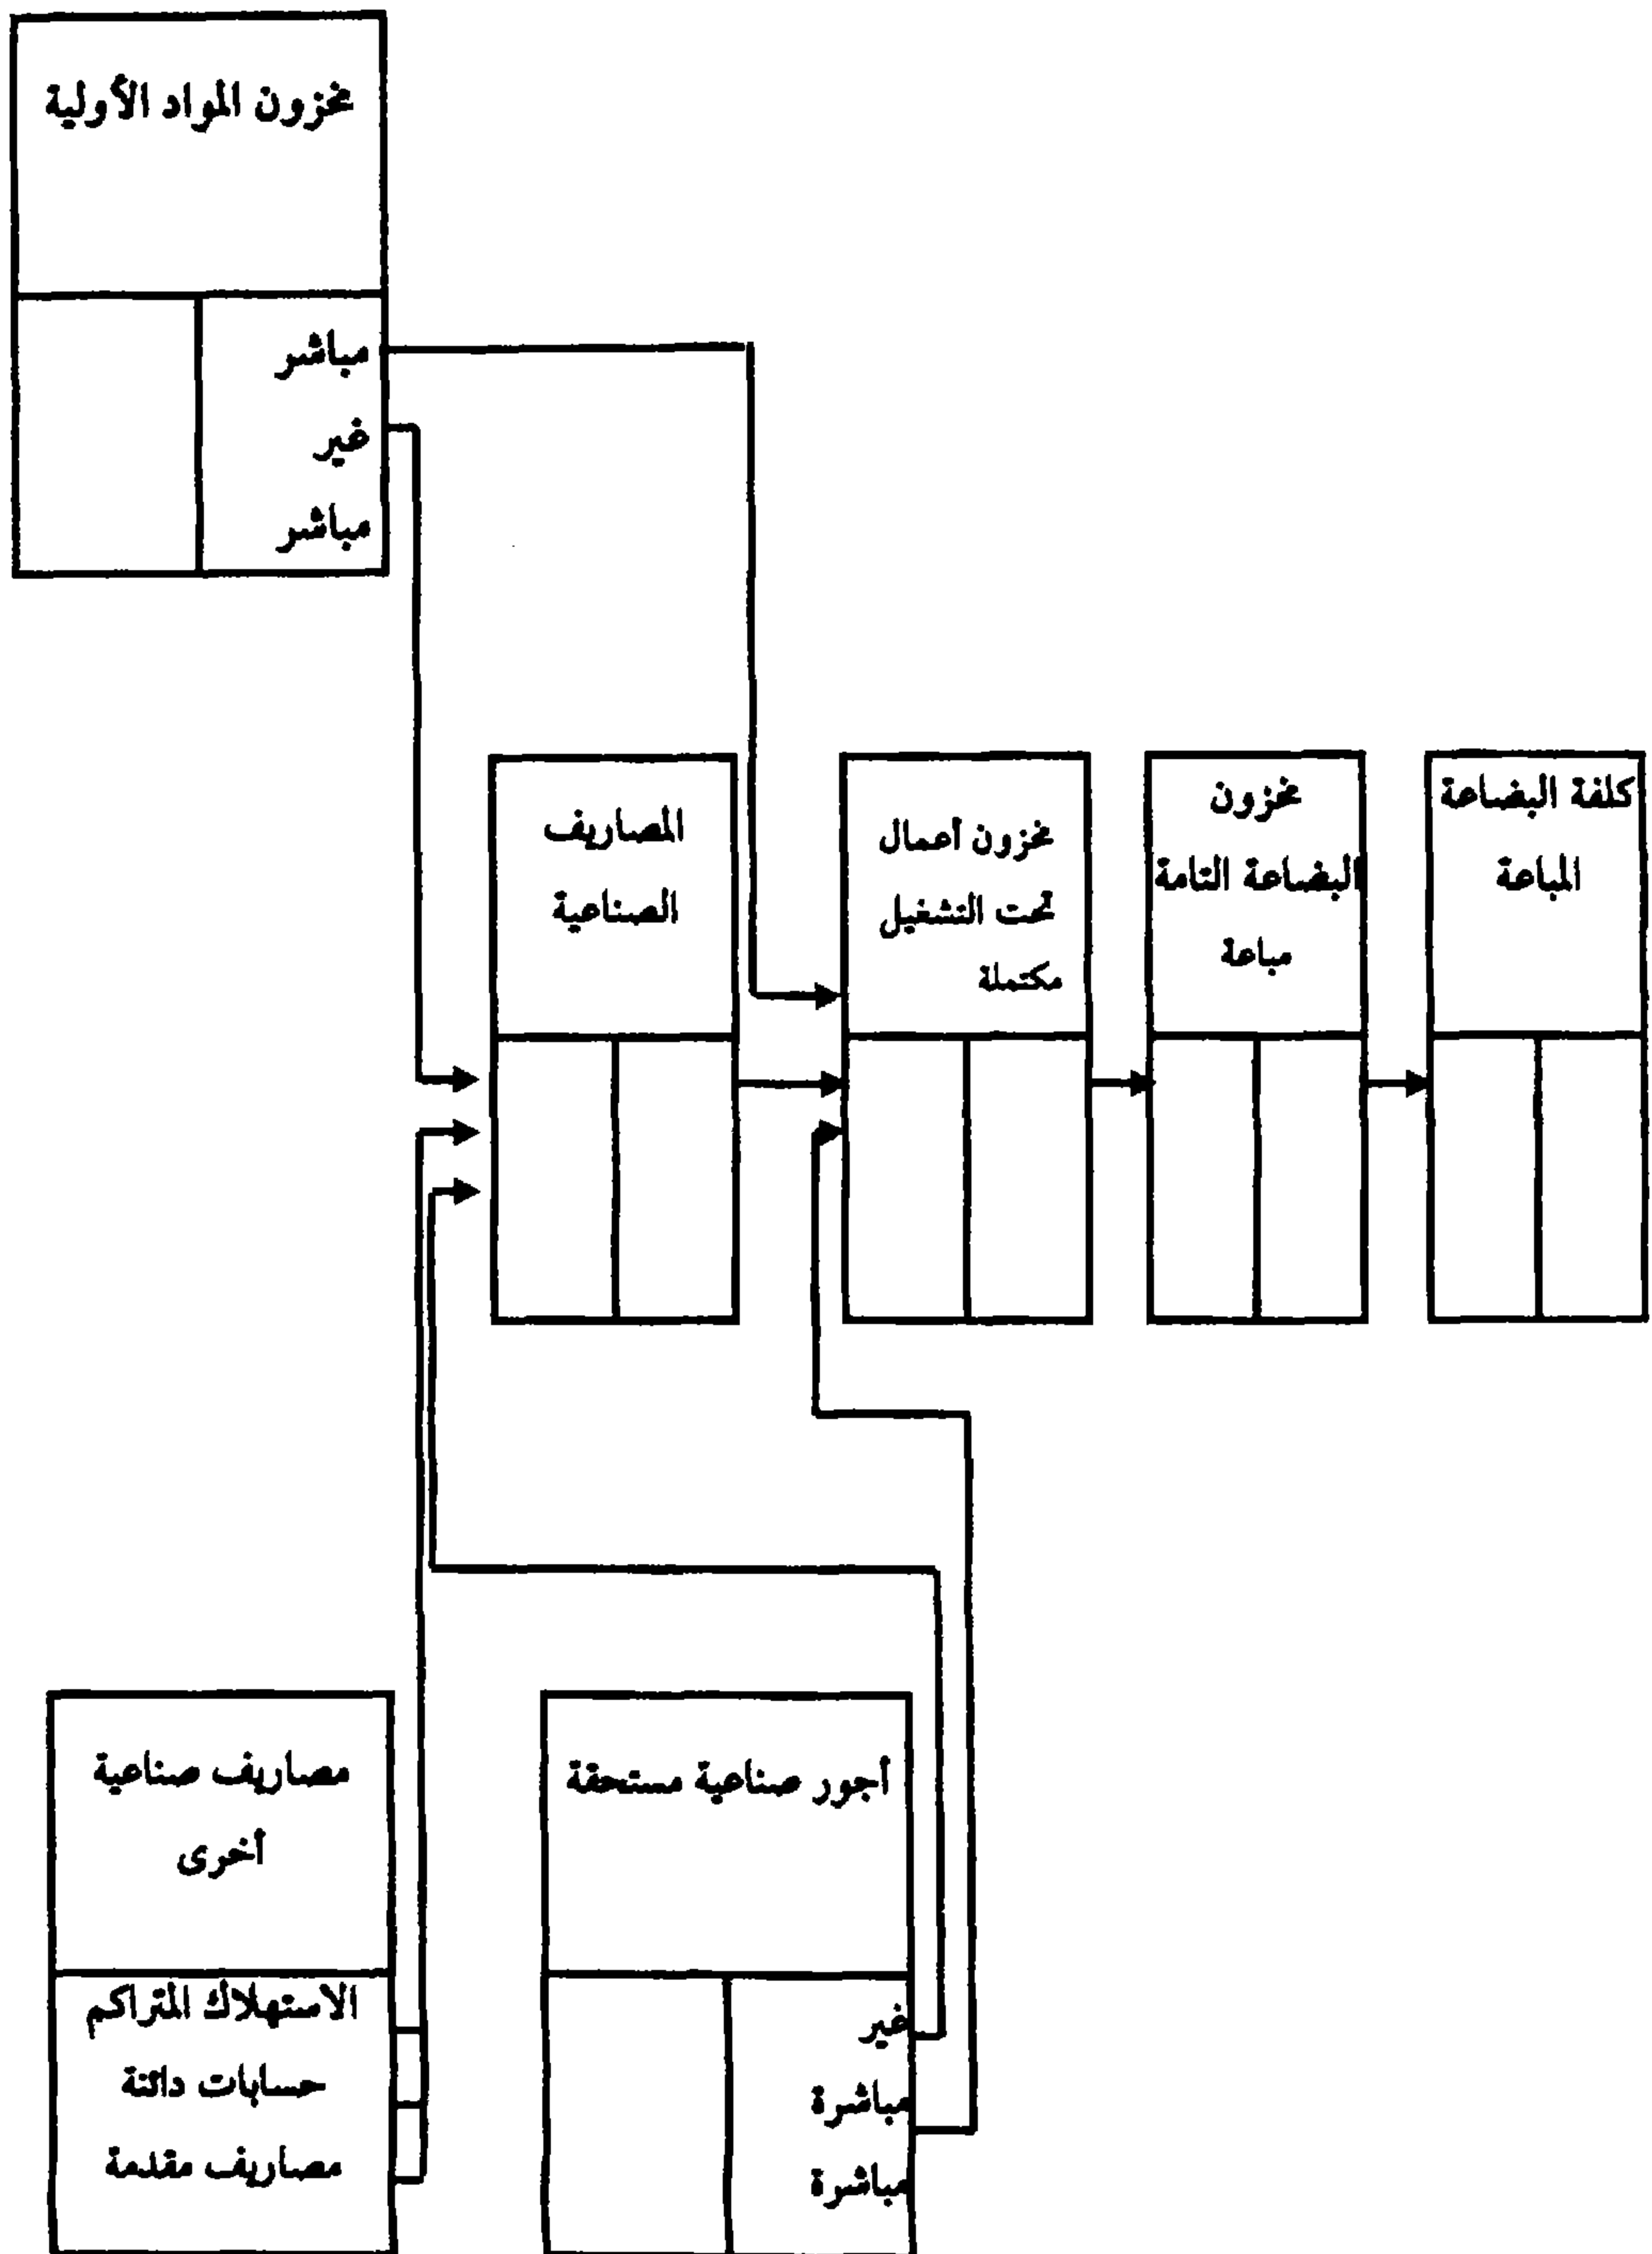 مخزون المواد الأولية
مباشر
غير
مباشر
كلفة البضاعة
المباعة
مخزون
البضاعة التامة
مباعة
مخزون أعمال
تحت التشغيل
مكتملة
المصاريف
الصناعية
أجور صناعية مستحقة
غير
مباشرة
مباشرة
مصاريف صناعية
أخرى
الاستهلاك المتراكم
حسابات دائنة
مصاريف مقدمة